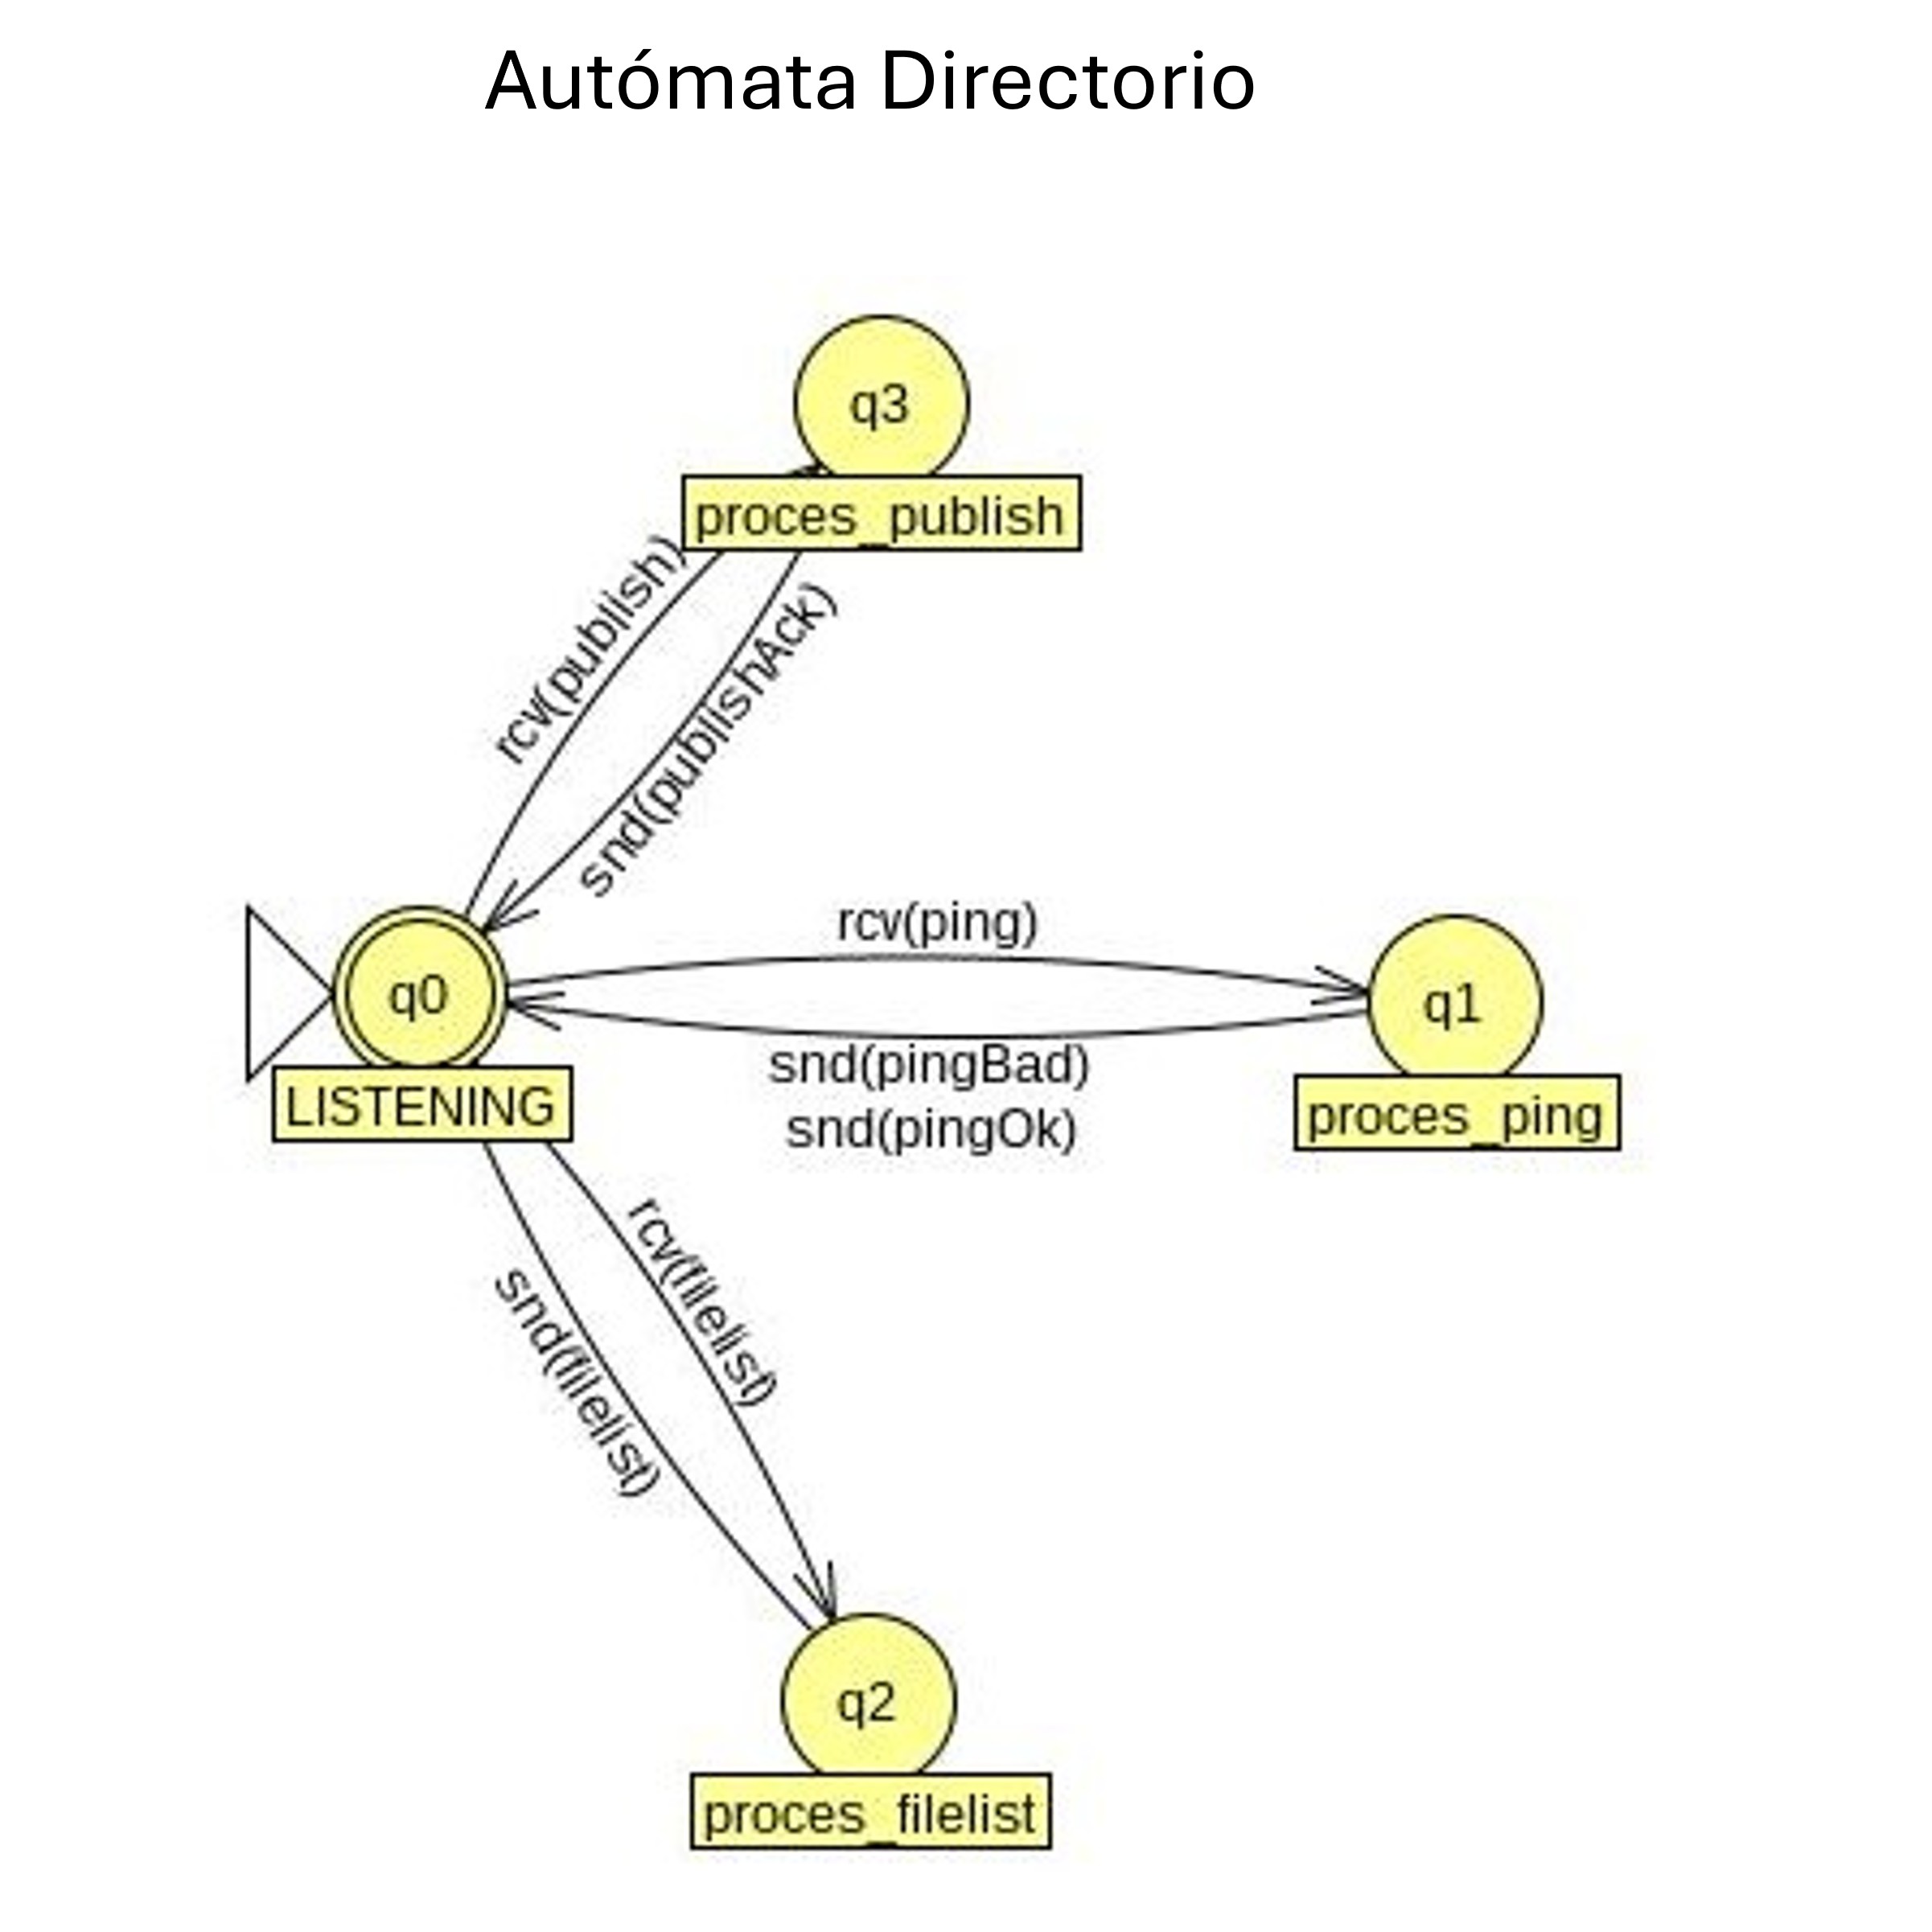 Autómata Directorio
q3
proces_publish
rcv(publish)
snd(publishAck)
rcv(ping)
q0
q1
LISTENING
snd(pingBad)
snd(pingOk)
proces_ping
rcv(filelist)
snd(filelist)
q2
proces_filelist